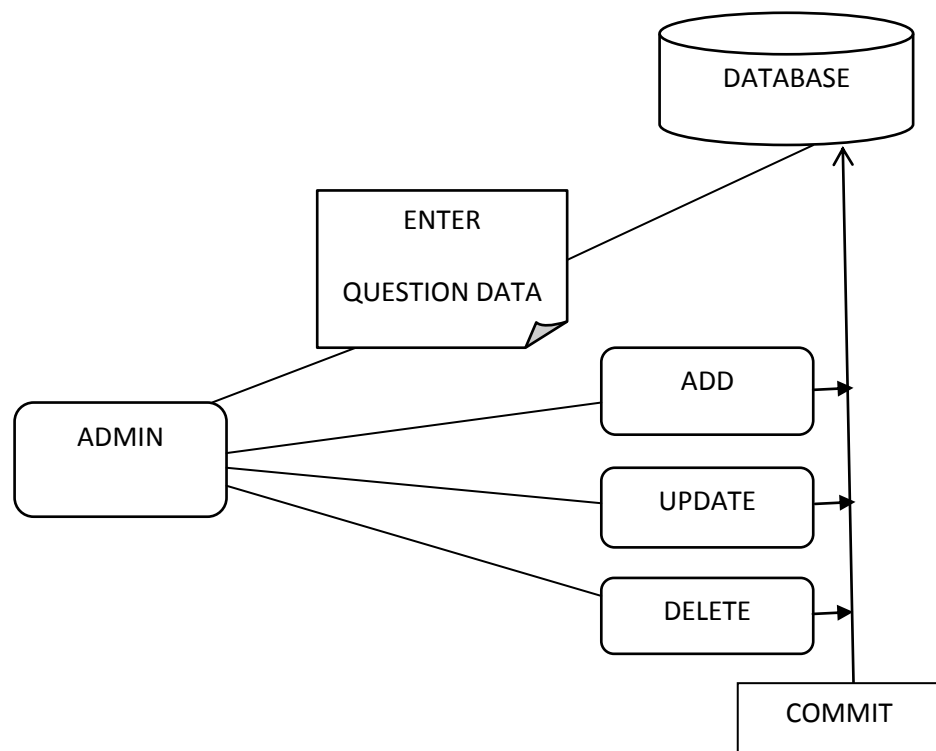 DATABASE
ENTER
QUESTION DATA
ADD
ADMIN
UPDATE
DELETE
COMMIT